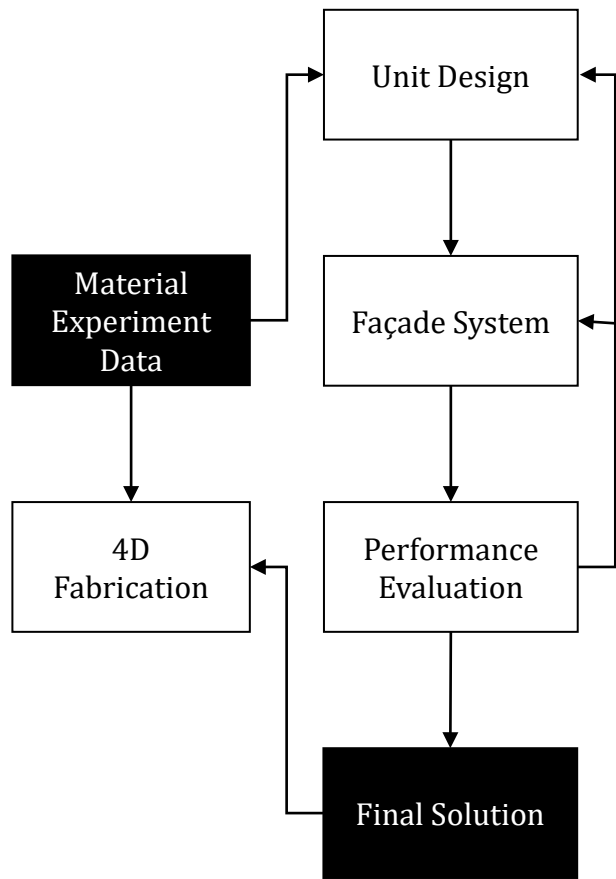 Unit Design
Material
Experiment
Data
Façade System
4D
Fabrication
Performance
Evaluation
Final Solution